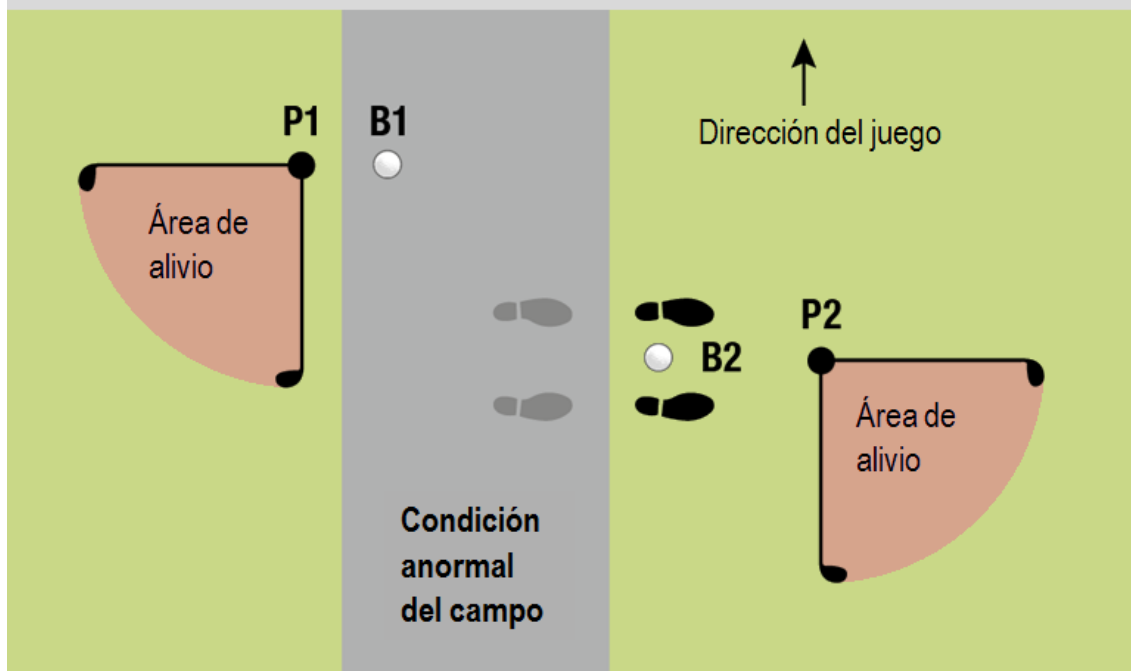 P1
B1
Dirección del juego
Área de
alivio
P2
B2
Área de
alivio
Condición
anormal
del campo